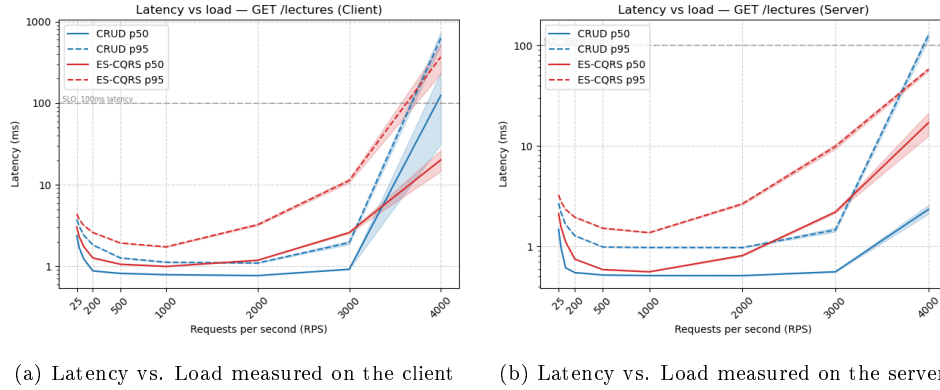 Latency vs load — GET /lectures (Client)
1000
100
10
1
Latency (ms)
CRUD p50
CRUD p95
ES-CQRS p50
ES-CQRS p95
SLO: 100ms latency
25
200
500
1000
2000
3000
4000
Requests per second (RPS)
(a) Latency vs. Load measured on the client
Latency vs load — GET /lectures (Server)
100
10
1
Latency (ms)
CRUD p50
CRUD p95
ES-CQRS p50
ES-CQRS p95
25
200
500
1000
2000
3000
4000
Requests per second (RPS)
(b) Latency vs. Load measured on the server